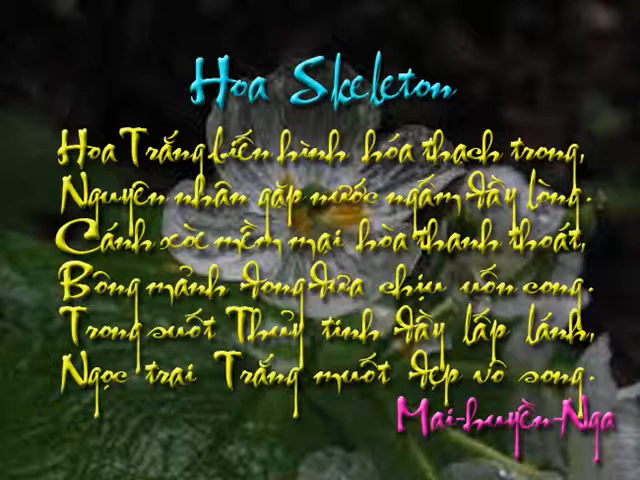 Hoa Skeleton
Hoa Trắng biến hình hóa thạch trong,
Nguyên nhân gặp nước ngấm đầy lòng.
Cánh xòe mềm mại hòa thanh thoát,
Bông mảnh đong đưa chịu uốn cong.
Trong suốt Thủy tinh đầy lấp lánh,
Ngọc trai Trắng muốt đẹp vô song.
Mai-huyền-Nga